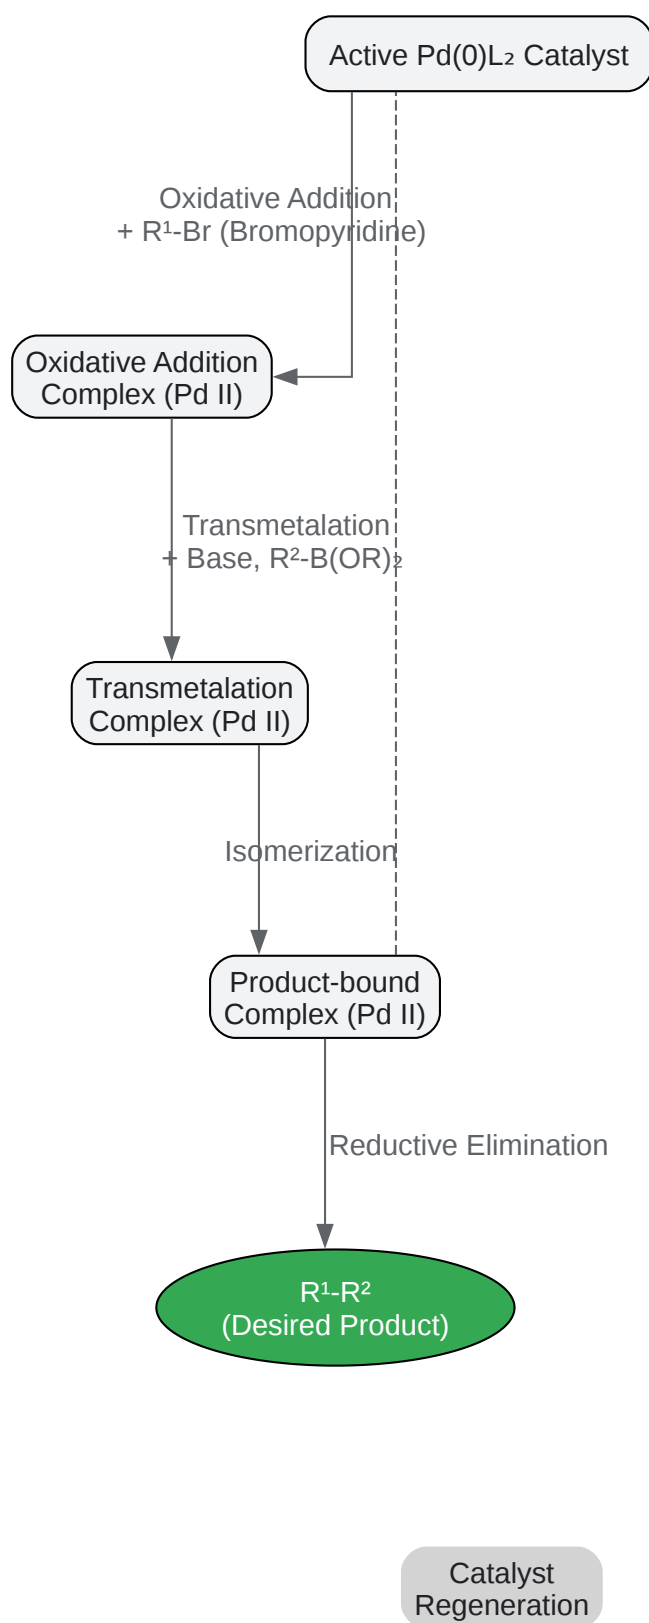 Active Pd(0)L₂ Catalyst
Oxidative Addition
+ R¹-Br (Bromopyridine)
Oxidative Addition
Complex (Pd II)
Transmetalation
+ Base, R²-B(OR)₂
Transmetalation
Complex (Pd II)
Isomerization
Product-bound
Complex (Pd II)
Reductive Elimination
R¹-R²
(Desired Product)
Catalyst
Regeneration